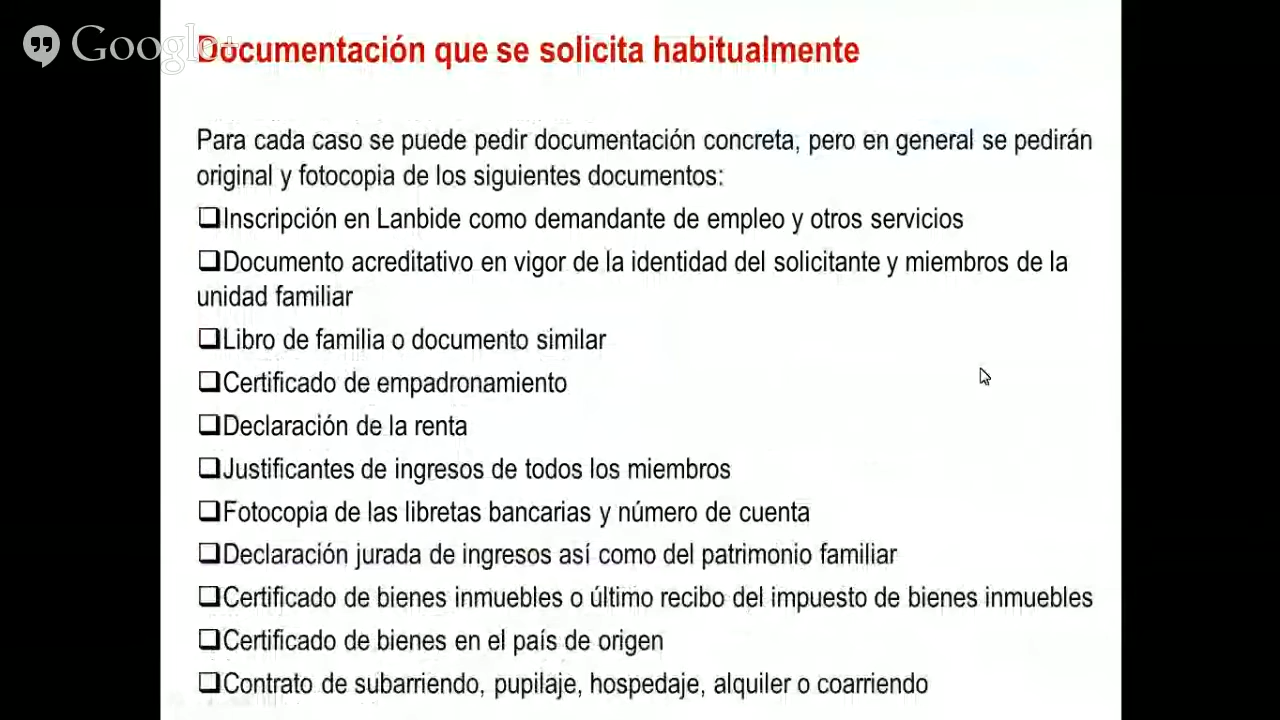 Google+
Documentación que se solicita habitualmente
Para cada caso se puede pedir documentación concreta, pero en general se pedirán
original y fotocopia de los siguientes documentos:
❑Inscripción en Lanbide como demandante de empleo y otros servicios
❑Documento acreditativo en vigor de la identidad del solicitante y miembros de la
unidad familiar
❑Libro de familia o documento similar
❑Certificado de empadronamiento
❑Declaración de la renta
❑Justificantes de ingresos de todos los miembros
❑Fotocopia de las libretas bancarias y número de cuenta
❑Declaración jurada de ingresos así como del patrimonio familiar
❑Certificado de bienes inmuebles o último recibo del impuesto de bienes inmuebles
❑Certificado de bienes en el país de origen
❑Contrato de subarriendo, pupilaje, hospedaje, alquiler o coarriendo